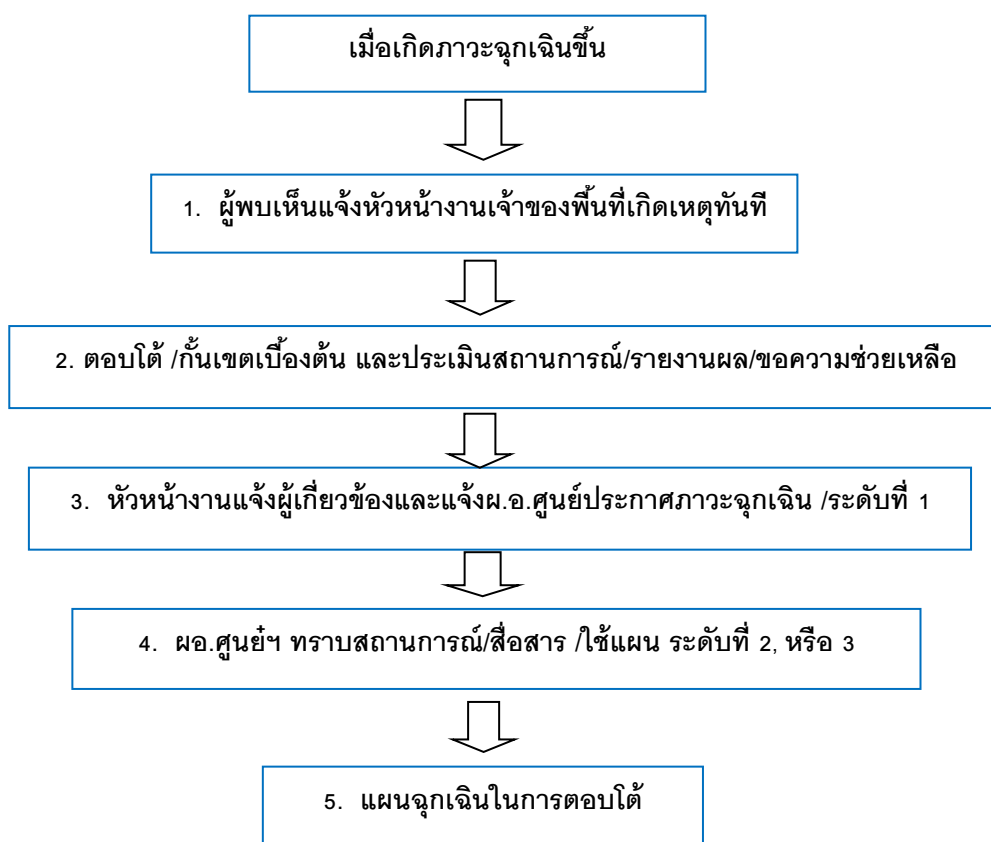 เมื่อเกิดภาวะฉุกเฉินขึ้น
1. ผู้พบเห็นแจ้งหัวหน้างานเจ้าของพื้นที่เกิดเหตุทันที
2. ตอบโต้ /กั้นเขตเบื้องต้น และประเมินสถานการณ์/รายงานผล/ขอความช่วยเหลือ
3. หัวหน้างานแจ้งผู้เกี่ยวข้องและแจ้งผ.อ.ศูนย์ประกาศภาวะฉุกเฉิน /ระดับที่ 1
4. ผอ.ศูนย๋ฯ ทราบสถานการณ์/สื่อสาร /ใช้แผน ระดับที่ 2, หรือ 3
5. แผนฉุกเฉินในการตอบโต้